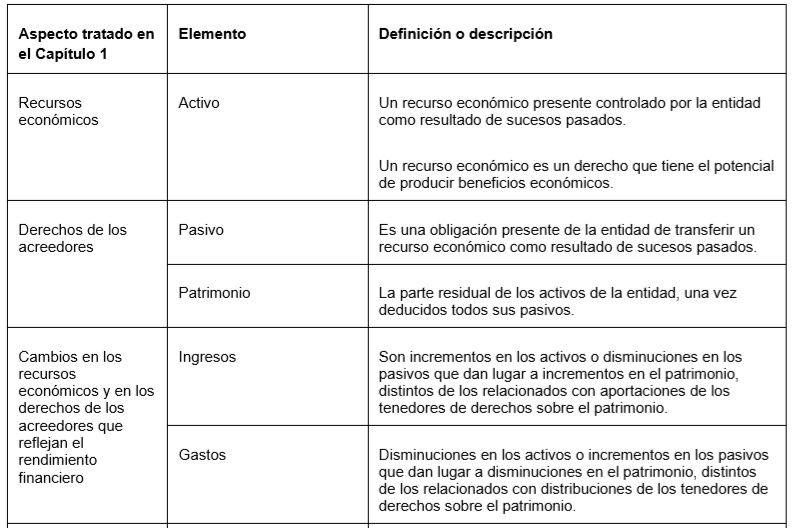 Aspecto tratado en
el Capítulo 1
Elemento
Definición o descripción
Recursos
económicos
Activo
Un recurso económico presente controlado por la entidad
como resultado de sucesos pasados.
Un recurso económico es un derecho que tiene el potencial
de producir beneficios económicos.
Derechos de los
acreedores
Pasivo
Es una obligación presente de la entidad de transferir un
recurso económico como resultado de sucesos pasados.
Patrimonio
La parte residual de los activos de la entidad, una vez
deducidos todos sus pasivos.
Cambios en los
recursos
económicos y en los
derechos de los
acreedores que
reflejan el
rendimiento
financiero
Ingresos
Son incrementos en los activos o disminuciones en los
pasivos que dan lugar a incrementos en el patrimonio,
distintos de los relacionados con aportaciones de los
tenedores de derechos sobre el patrimonio.
Gastos
Disminuciones en los activos o incrementos en los pasivos
que dan lugar a disminuciones en el patrimonio, distintos
de los relacionados con distribuciones de los tenedores de
derechos sobre el patrimonio.